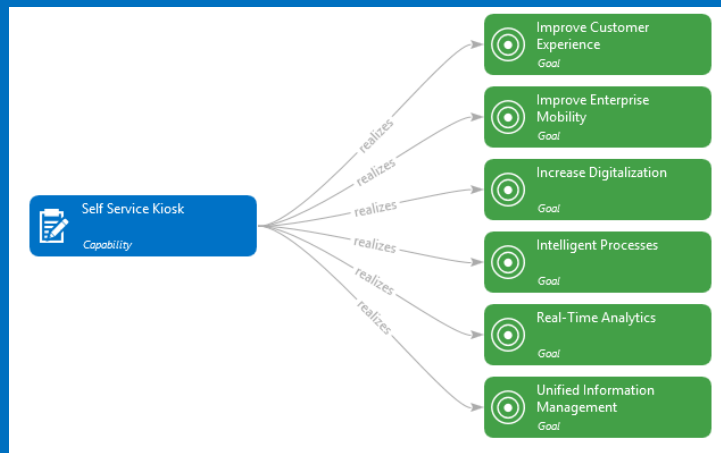 Improve Customer
Experience
Goal
realizes
Improve Enterprise
Mobility
Goal
realizes
Increase Digitalization
Goal
realizes
Self Service Kiosk
Capability
realizes
Intelligent Processes
Goal
realizes
Real-Time Analytics
Goal
realizes
Unified Information
Management
Goal